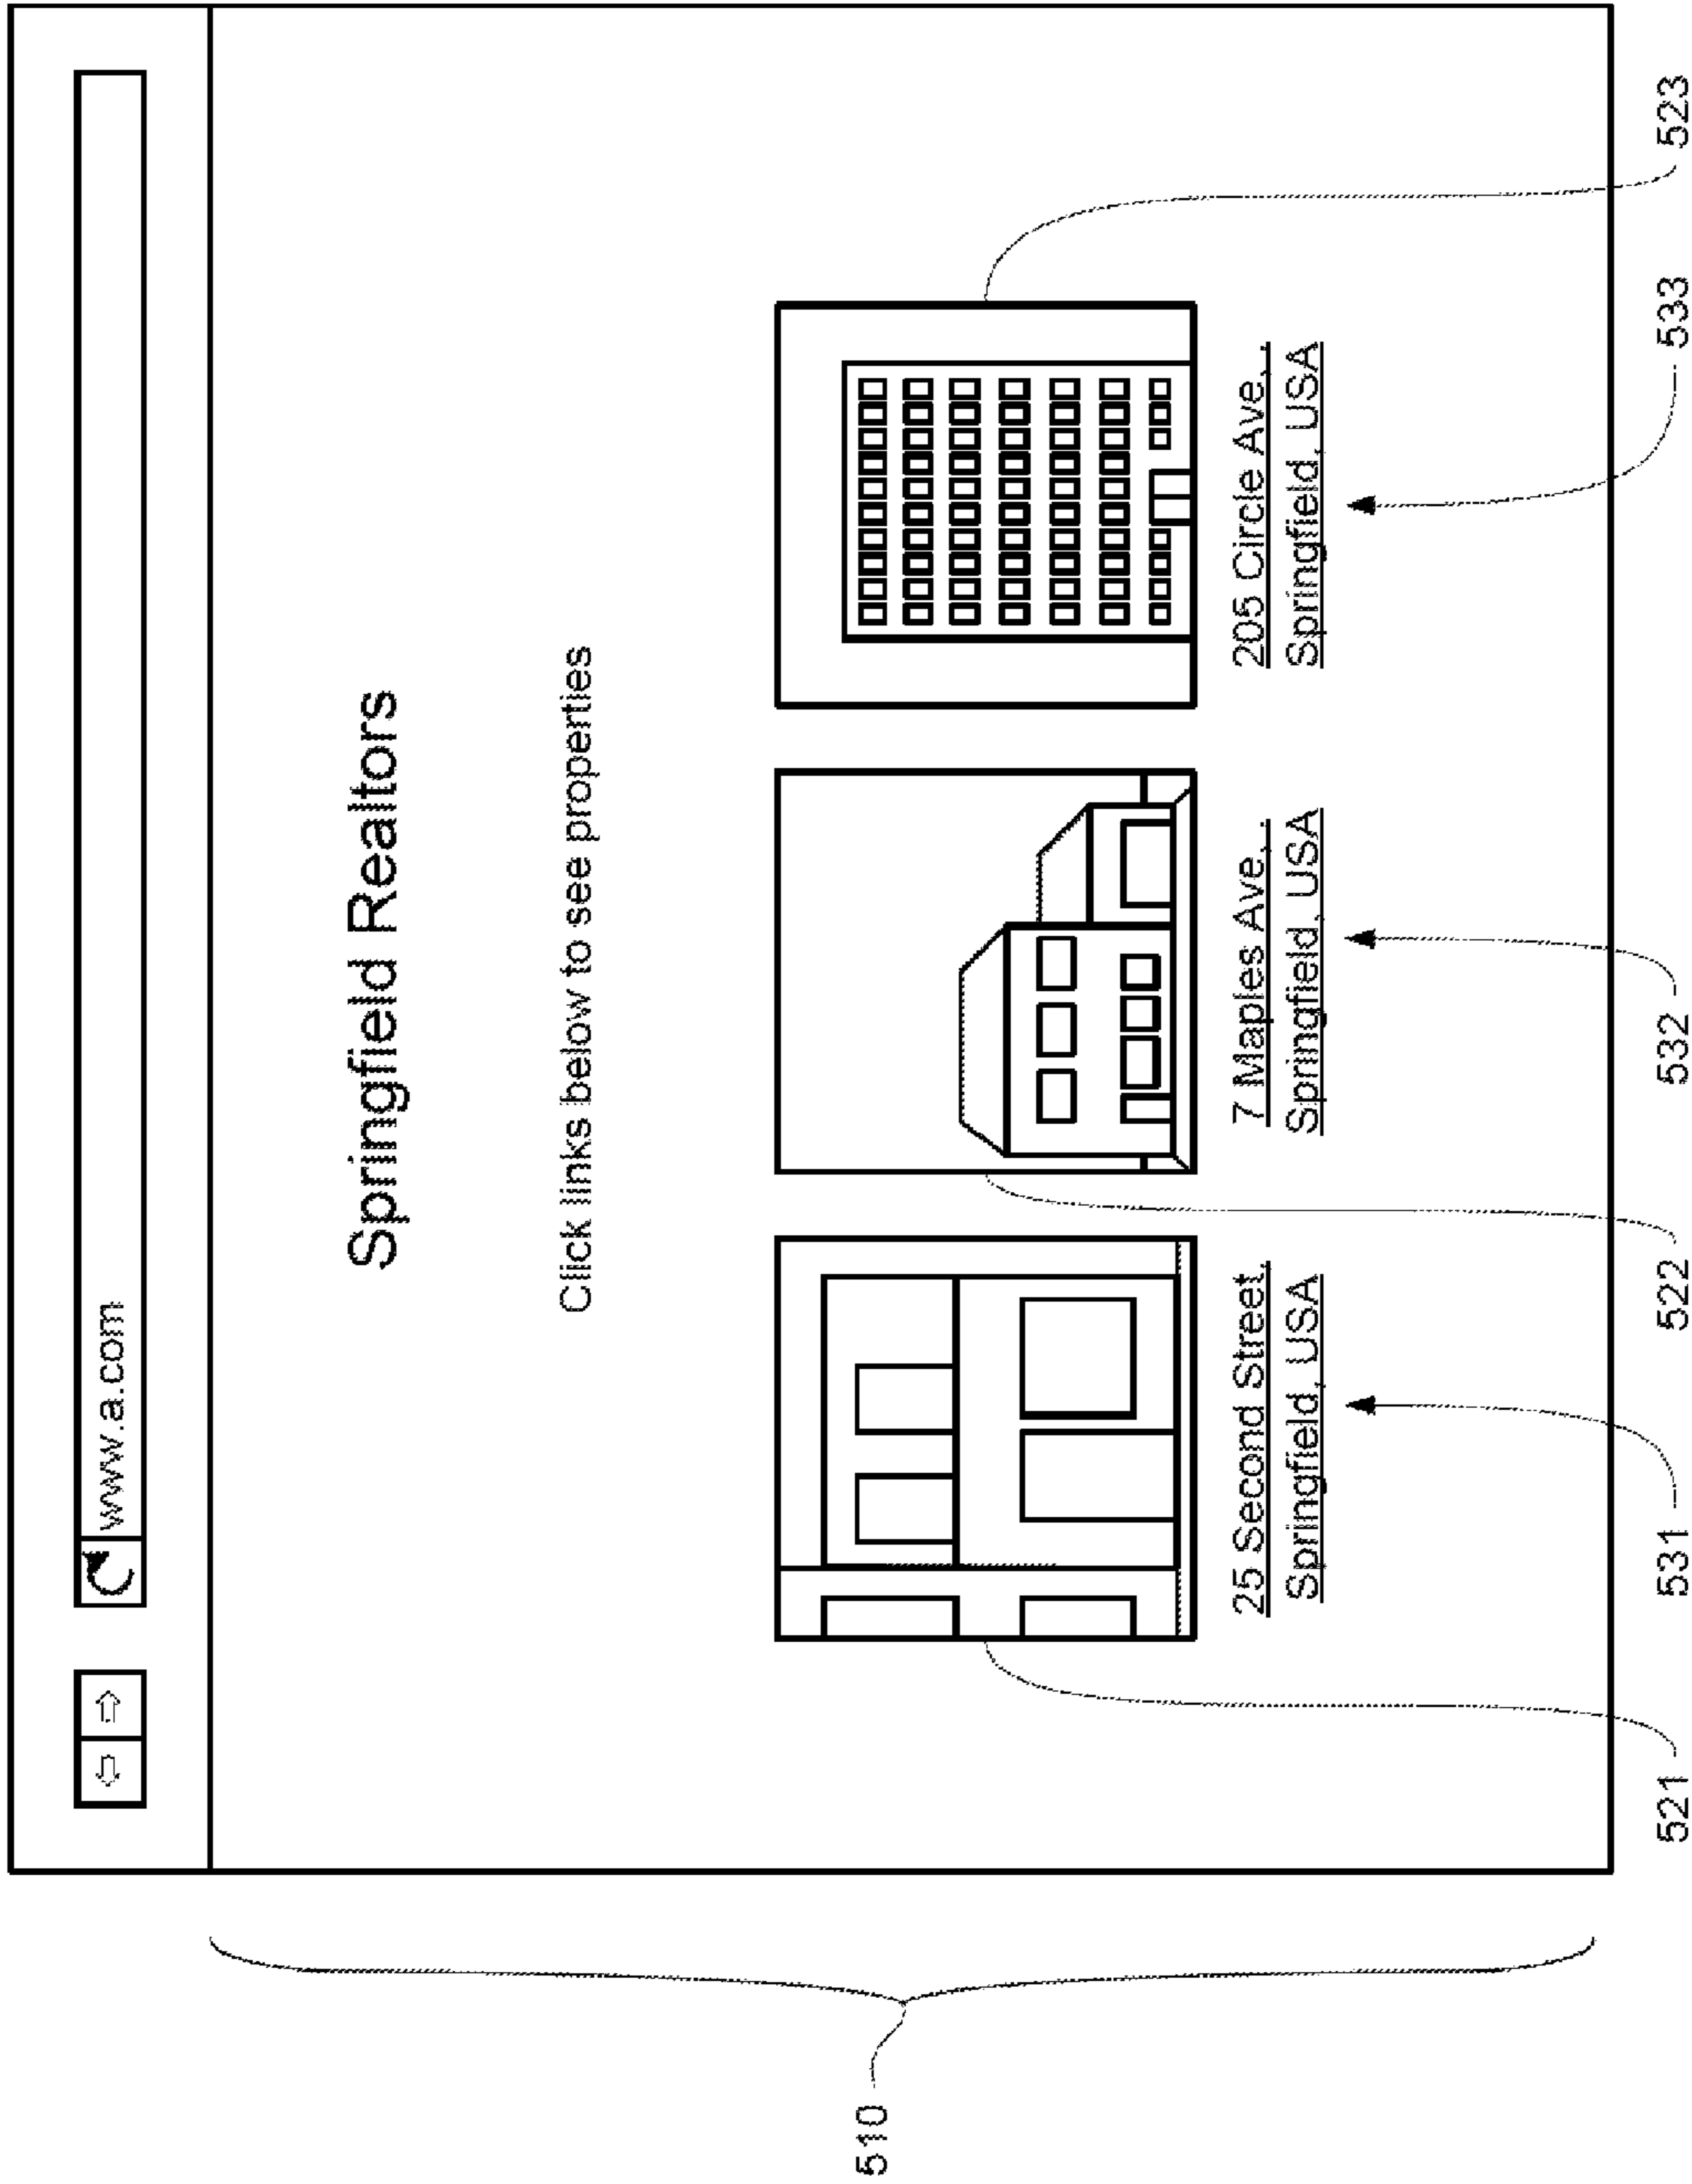 www.a.com
Springfield Realtors
Click links below to see properties
25 Second Street,
Springfield, USA
7 Maples Ave.,
Springfield, USA
205 Circle Ave.,
Springfield, USA
510
521
531
522
532
533
523